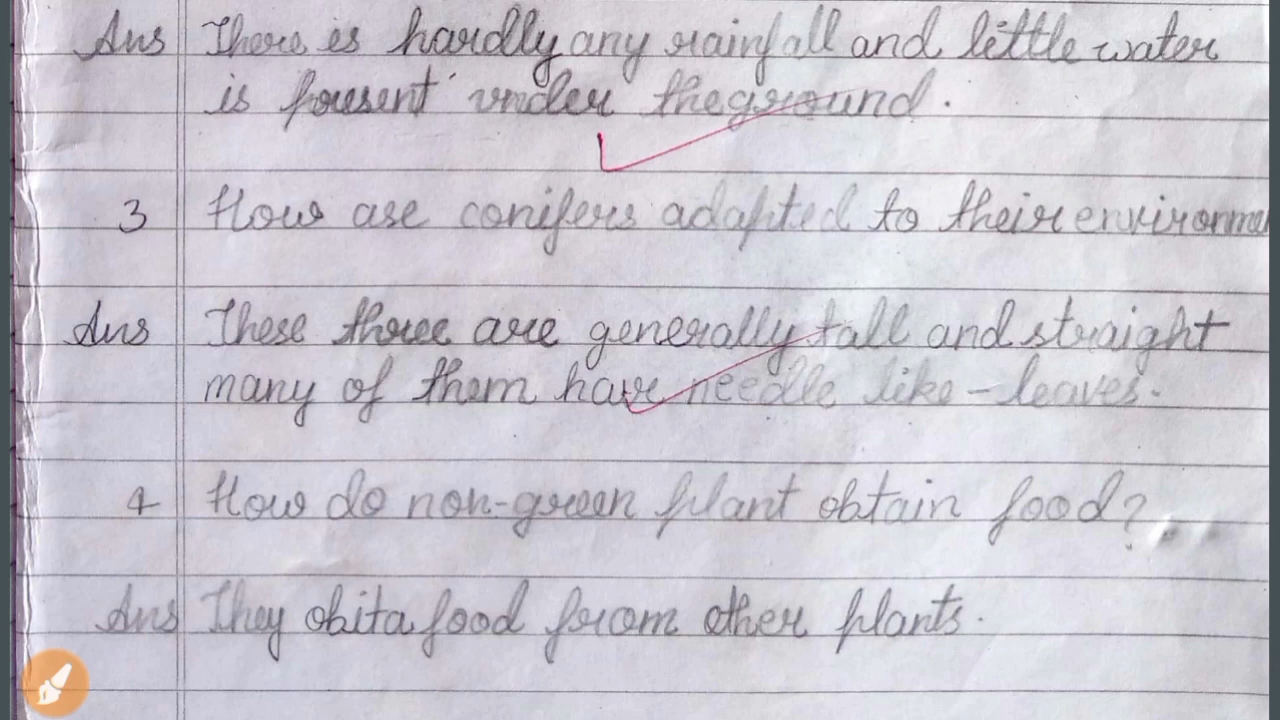 Ans There is hardly any rainfall and little water
is present under the ground.
3 How are conifers adapted to their environme
Ans These three are generally tall and straight
many of them have needle like - leaves.
4 How do non-green plant obtain food?
Ans They obita food from other plants.